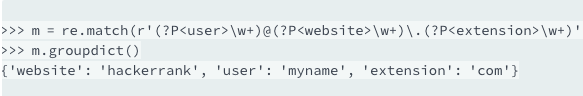 >>> m = re.match(r'(?P<user>\w+)@(?P<website>\w+)\.(?P<extension>\w+)'
>>> m.groupdict()
{'website': 'hackerrank', 'user': 'myname', 'extension': 'com'}